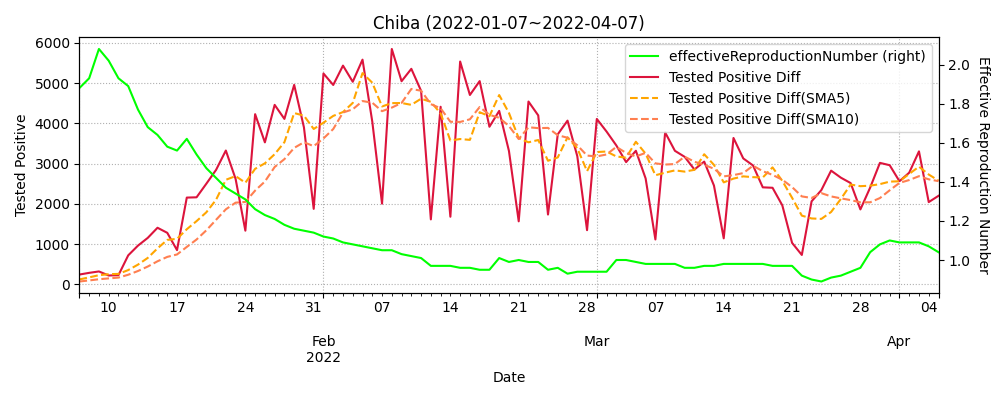 Chiba (2022-01-07~2022-04-07)
effectiveReproductionNumber (right)
Tested Positive Diff
Tested Positive Diff(SMA5)
Tested Positive Diff(SMA10)
Tested Positive
6000
5000
4000
3000
2000
1000
0
2.0
1.8
1.6
1.4
1.2
1.0
Effective Reproduction Number
10 17 24 31 07 14 21 28 07 14 21 28 04
Feb Mar Apr
2022
Date